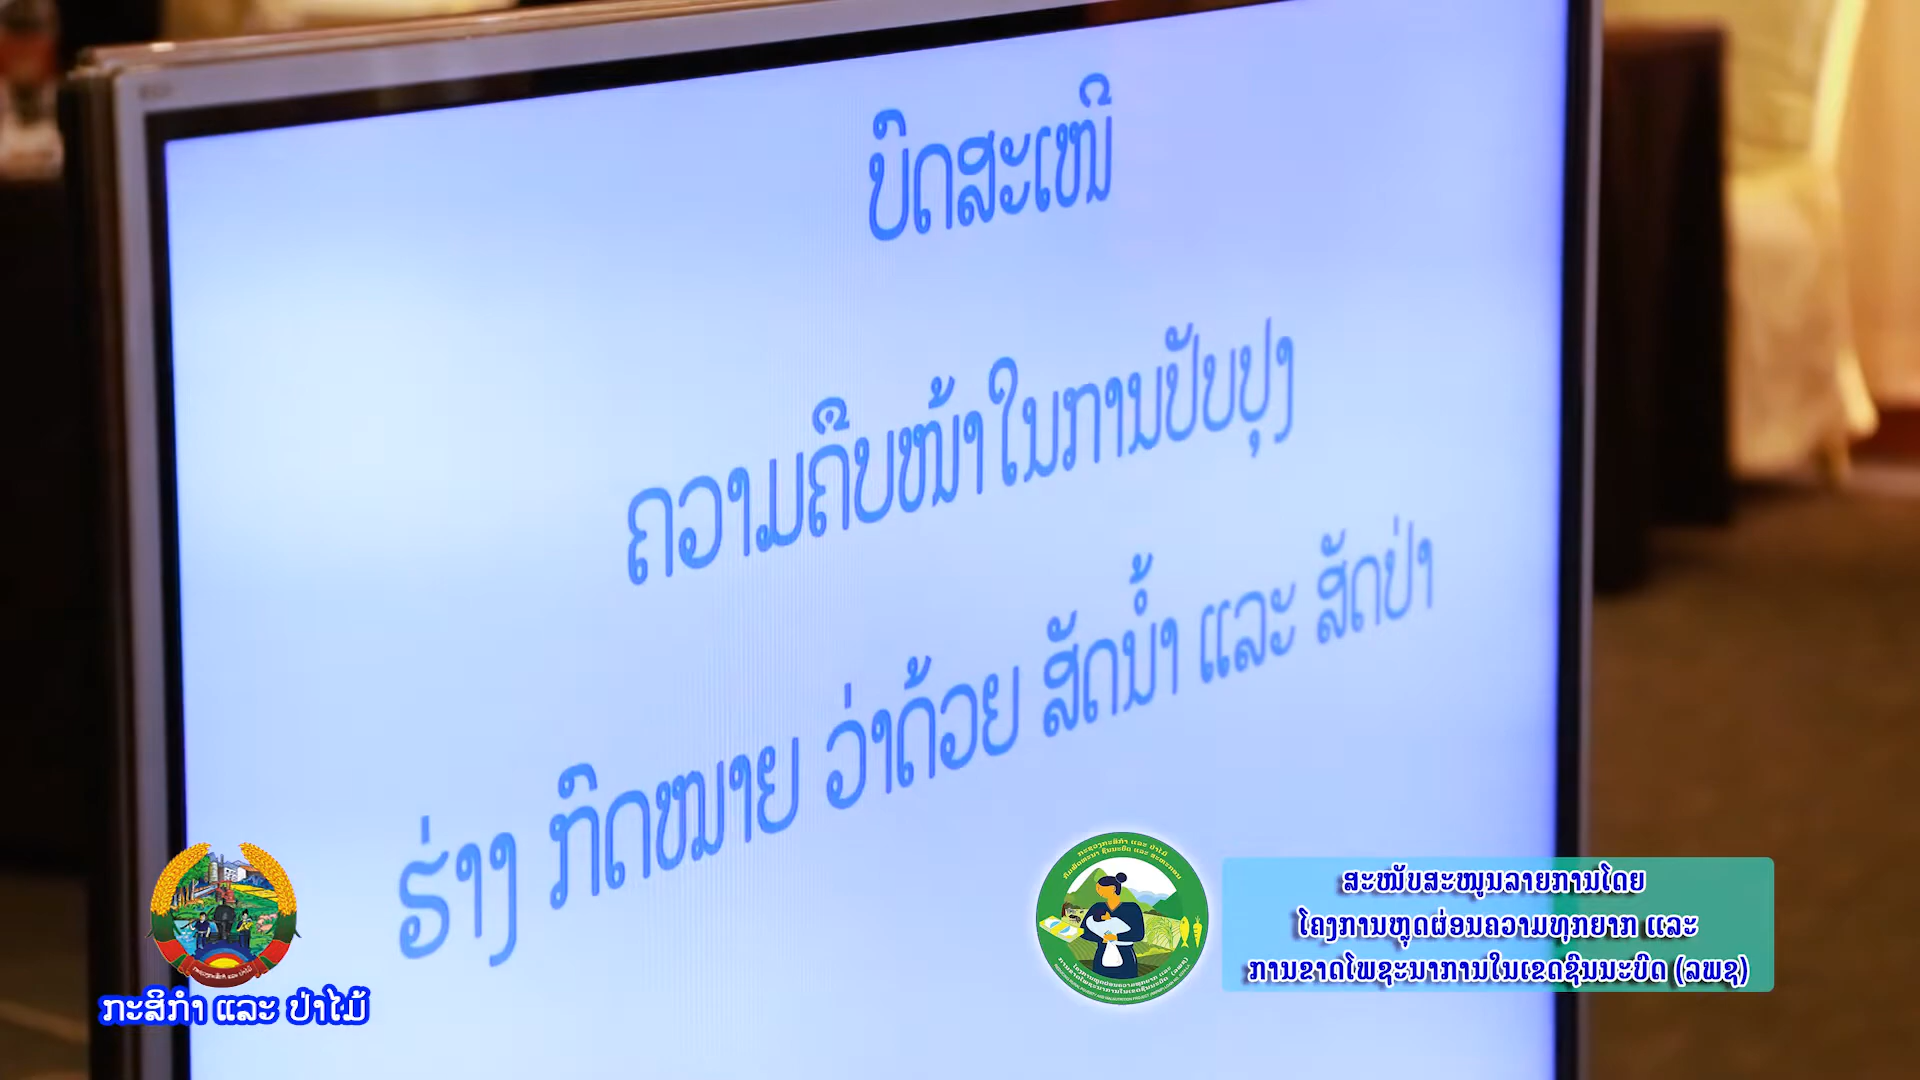 ບົດສະເໜີ
ຄວາມຄືບໜ້າໃນການປັບປຸງ
ຮ່າງ ກົດໝາຍ ວ່າດ້ວຍ ສັດນ້ຳ ແລະ ສັດປ່າ
ກະສິກຳ ແລະ ປ່າໄມ້
ສະໜັບສະໜູນລາຍການໂດຍ
ໂຄງການຫຼຸດຜ່ອນຄວາມທຸກຍາກ ແລະ
ການຂາດໂພຊະນາການໃນເຂດຊົນນະບົດ (ລພຊ)